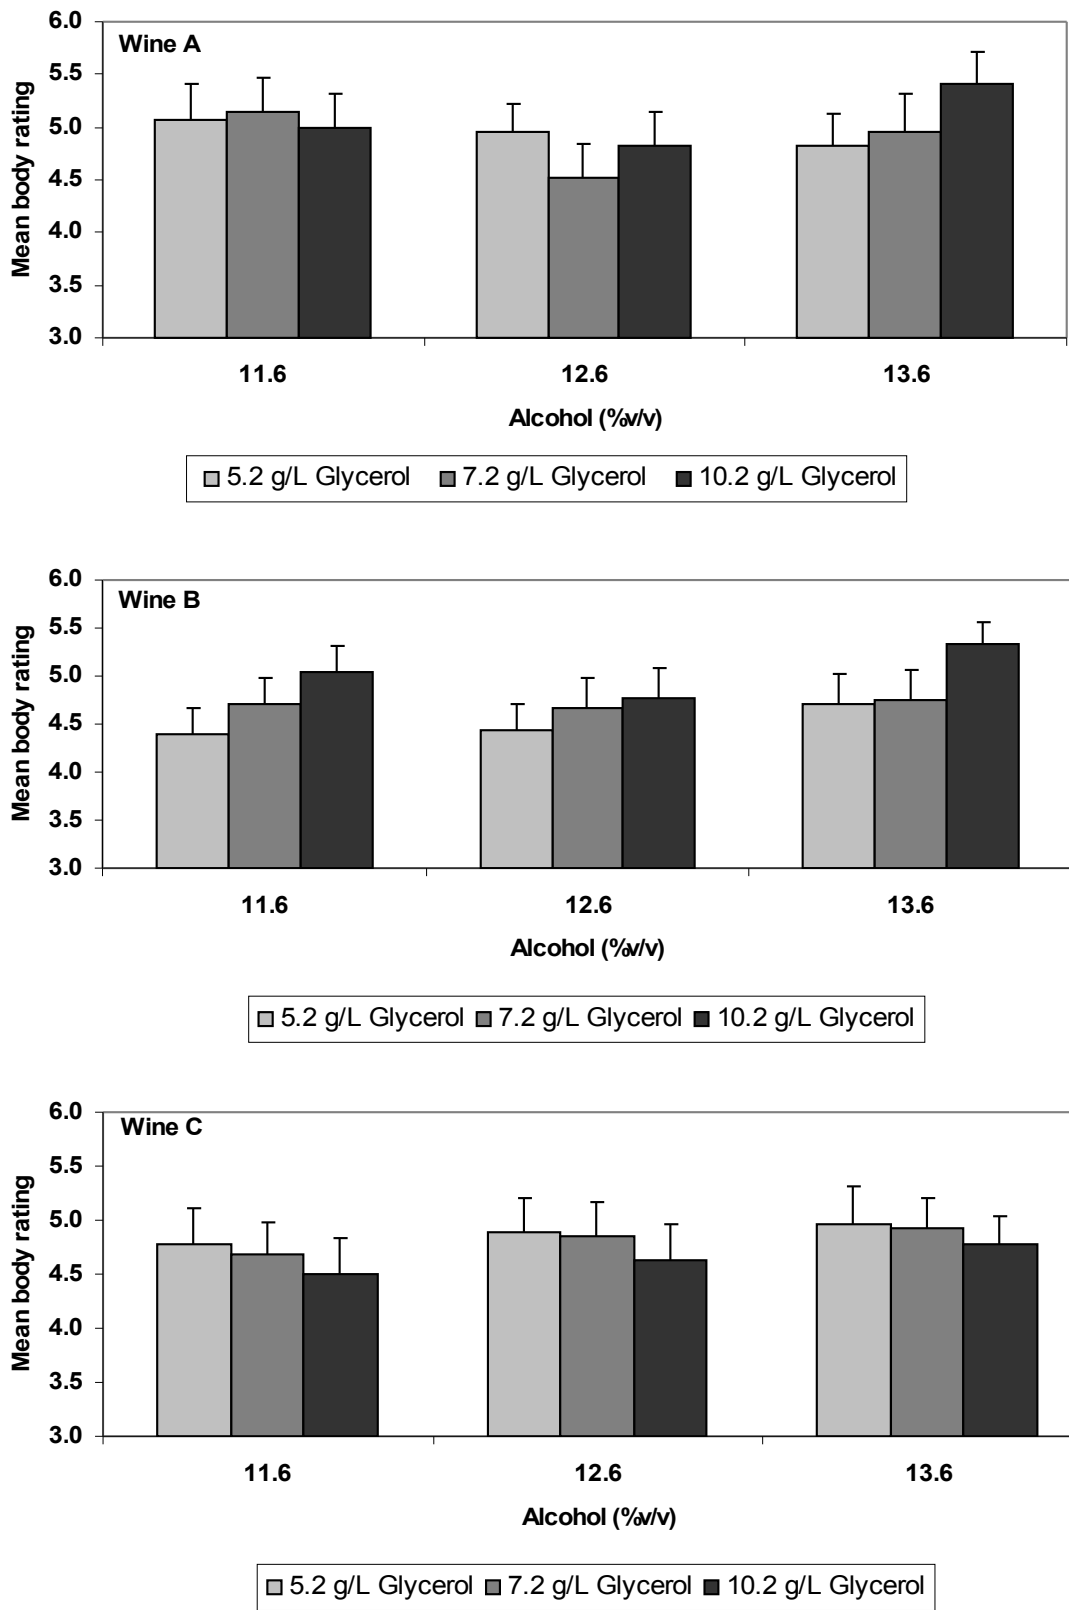 Wine A
Mean body rating
6.0
5.5
5.0
4.5
4.0
3.5
3.0
11.6 12.6 13.6
Alcohol (%v/v)
5.2 g/L Glycerol 7.2 g/L Glycerol 10.2 g/L Glycerol
Wine B
Mean body rating
6.0
5.5
5.0
4.5
4.0
3.5
3.0
11.6 12.6 13.6
Alcohol (%v/v)
5.2 g/L Glycerol 7.2 g/L Glycerol 10.2 g/L Glycerol
Wine C
Mean body rating
6.0
5.5
5.0
4.5
4.0
3.5
3.0
11.6 12.6 13.6
Alcohol (%v/v)
5.2 g/L Glycerol 7.2 g/L Glycerol 10.2 g/L Glycerol